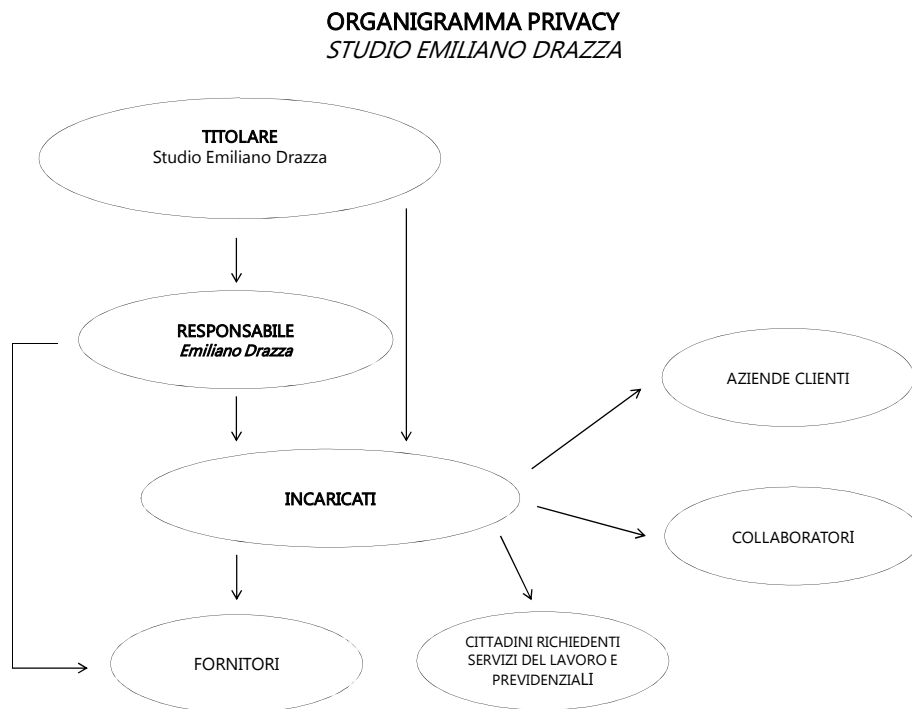 ORGANIGRAMMA PRIVACY
STUDIO EMILIANO DRAZZA
TITOLARE
Studio Emiliano Drazza
RESPONSABILE
Emiliano Drazza
AZIENDE CLIENTI
INCARICATI
COLLABORATORI
FORNITORI
CITTADINI RICHIEDENTI
SERVIZI DEL LAVORO E
PREVIDENZIALI